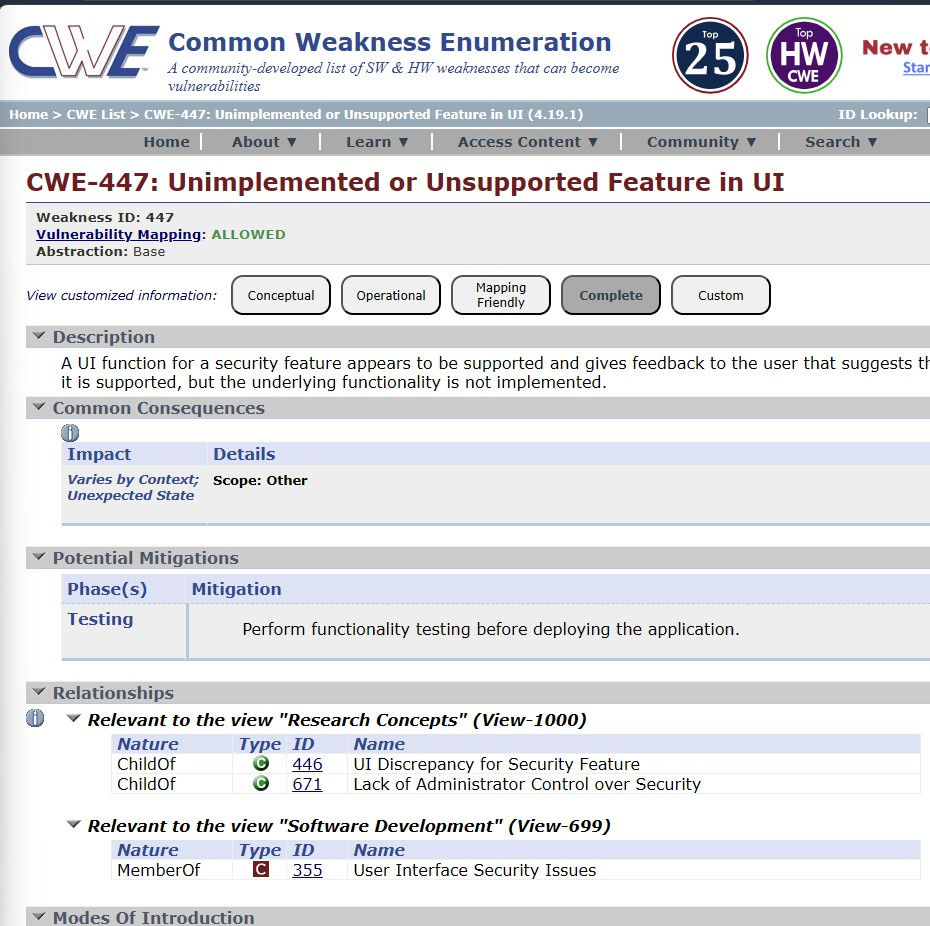 CWE
Common Weakness Enumeration
A community-developed list of SW & HW weaknesses that can become
vulnerabilities
Top
25
Top
HW
CWE
New t
Star
Home > CWE List > CWE-447: Unimplemented or Unsupported Feature in UI (4.19.1)
ID Lookup:
Home
About ▼
Learn ▼
Access Content ▼
Community ▼
Search ▼
CWE-447: Unimplemented or Unsupported Feature in UI
Weakness ID: 447
Vulnerability Mapping: ALLOWED
Abstraction: Base
View customized information:
Conceptual
Operational
Mapping
Friendly
Complete
Custom
Description
A UI function for a security feature appears to be supported and gives feedback to the user that suggests th
it is supported, but the underlying functionality is not implemented.
Common Consequences
Impact Details
Varies by Context; Scope: Other
Unexpected State
Potential Mitigations
Phase(s) Mitigation
Testing
Perform functionality testing before deploying the application.
Relationships
Relevant to the view "Research Concepts" (View-1000)
Nature Type ID Name
ChildOf C 446 UI Discrepancy for Security Feature
ChildOf C 671 Lack of Administrator Control over Security
Relevant to the view "Software Development" (View-699)
Nature Type ID Name
MemberOf C 355 User Interface Security Issues
Modes Of Introduction